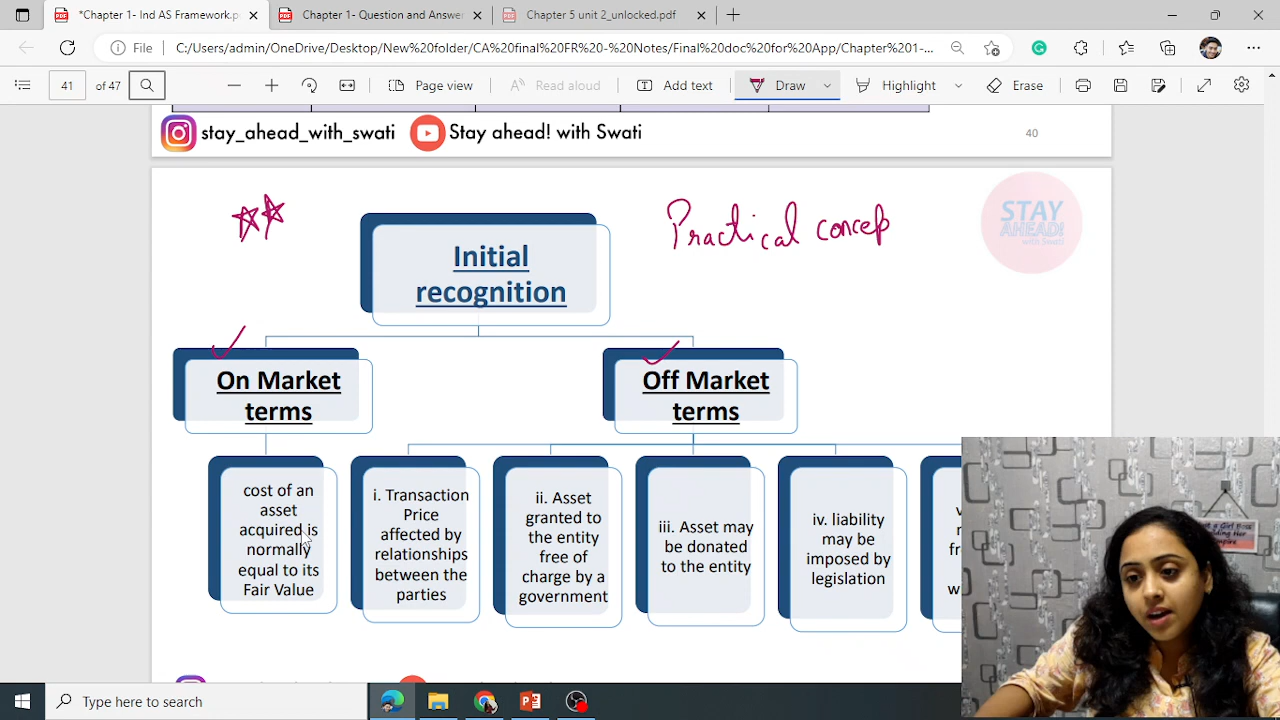 *Chapter 1- Ind AS Framework.p
Chapter 1- Question and Answer
Chapter 5 unit 2_unlocked.pdf
File
C:/Users/admin/OneDrive/Desktop/New%20folder/CA%20Final%20FR%20-%20Notes/Final%20doc%20for%20App/Chapter%201-...
41 of 47
Page view
Read aloud
Add text
Draw
Highlight
Erase
stay_ahead_with_swati
Stay ahead! with Swati
40
Practical concep
STAY
AHEAD!
with Swati
Initial
recognition
On Market
terms
Off Market
terms
cost of an
asset
acquired is
normally
equal to its
Fair Value
i. Transaction
Price
affected by
relationships
between the
parties
ii. Asset
granted to
the entity
free of
charge by a
government
iii. Asset may
be donated
to the entity
iv. liability
may be
imposed by
legislation
Type here to search